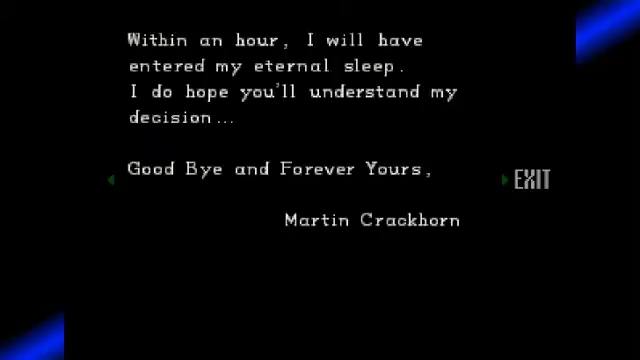 Within an hour, I will have
entered my eternal sleep.
I do hope you'll understand my
decision...
Good Bye and Forever Yours,
EXIT
Martin Crackhorn